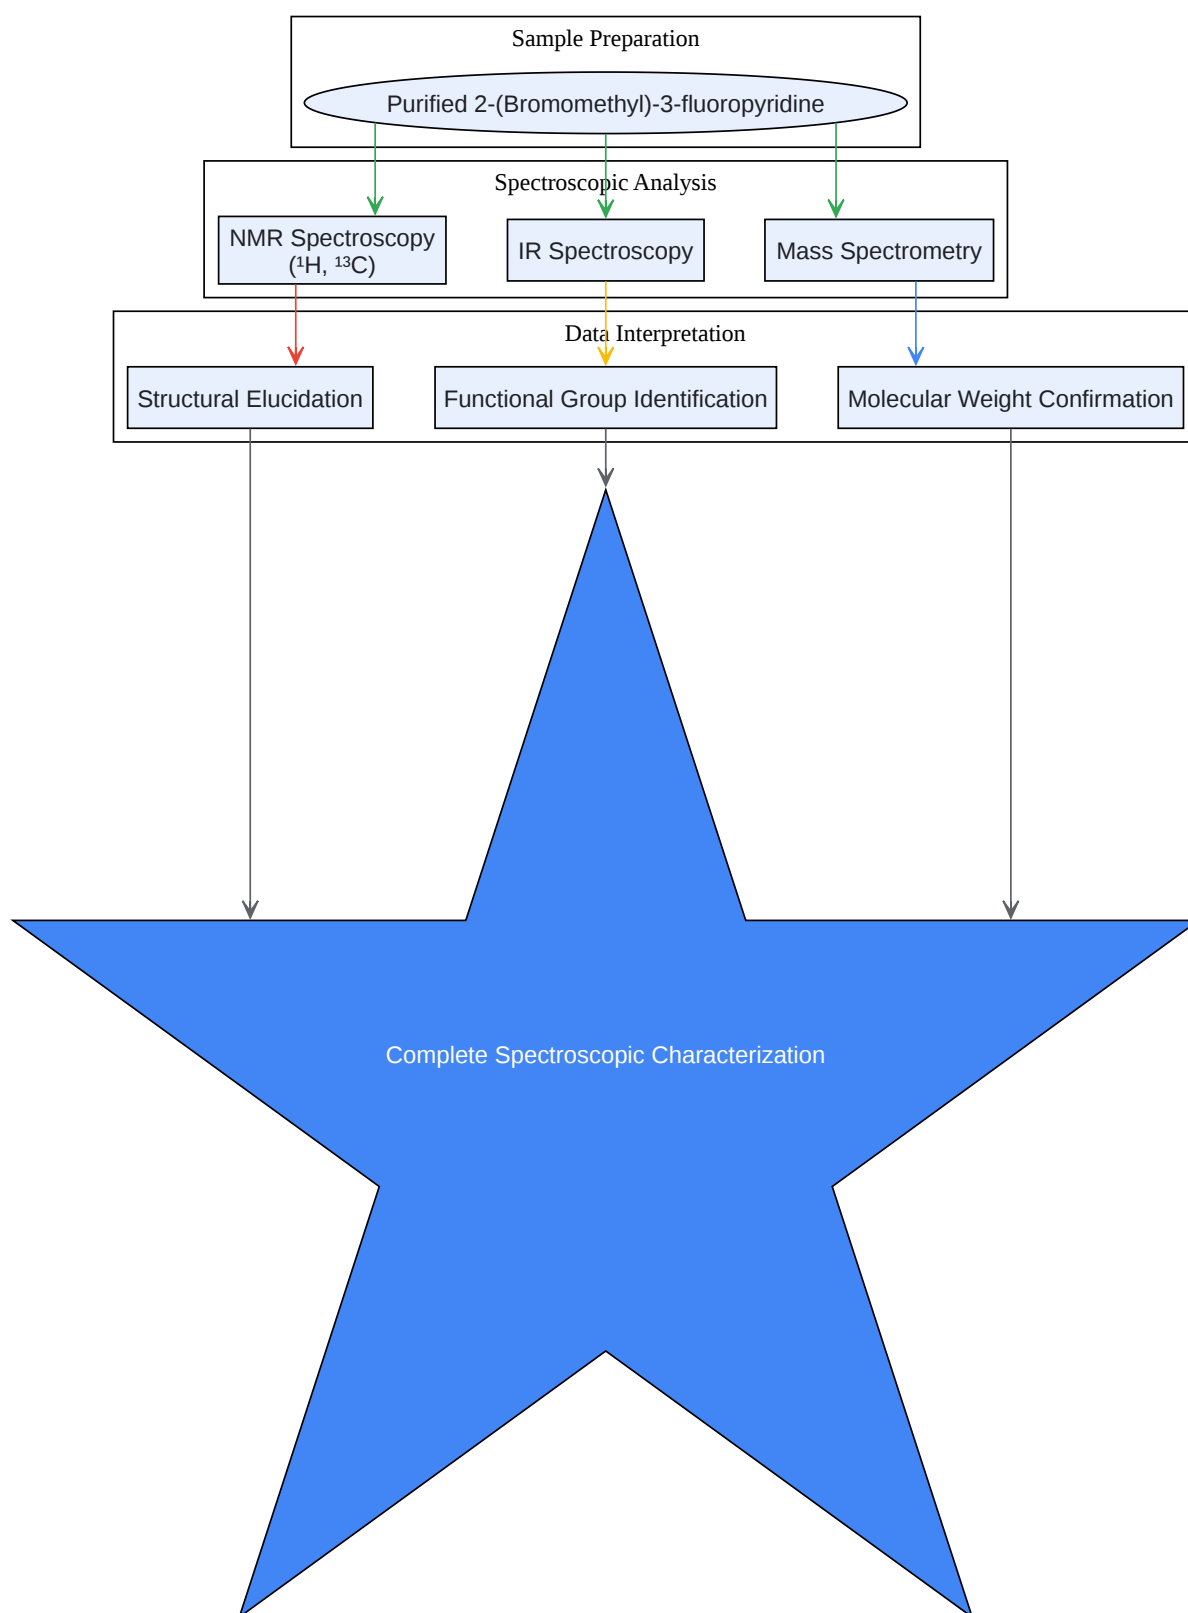 Sample Preparation
Purified 2-(Bromomethyl)-3-fluoropyridine
Spectroscopic Analysis
NMR Spectroscopy
(¹H, ¹³C)
IR Spectroscopy
Mass Spectrometry
Data Interpretation
Structural Elucidation
Functional Group Identification
Molecular Weight Confirmation
Complete Spectroscopic Characterization